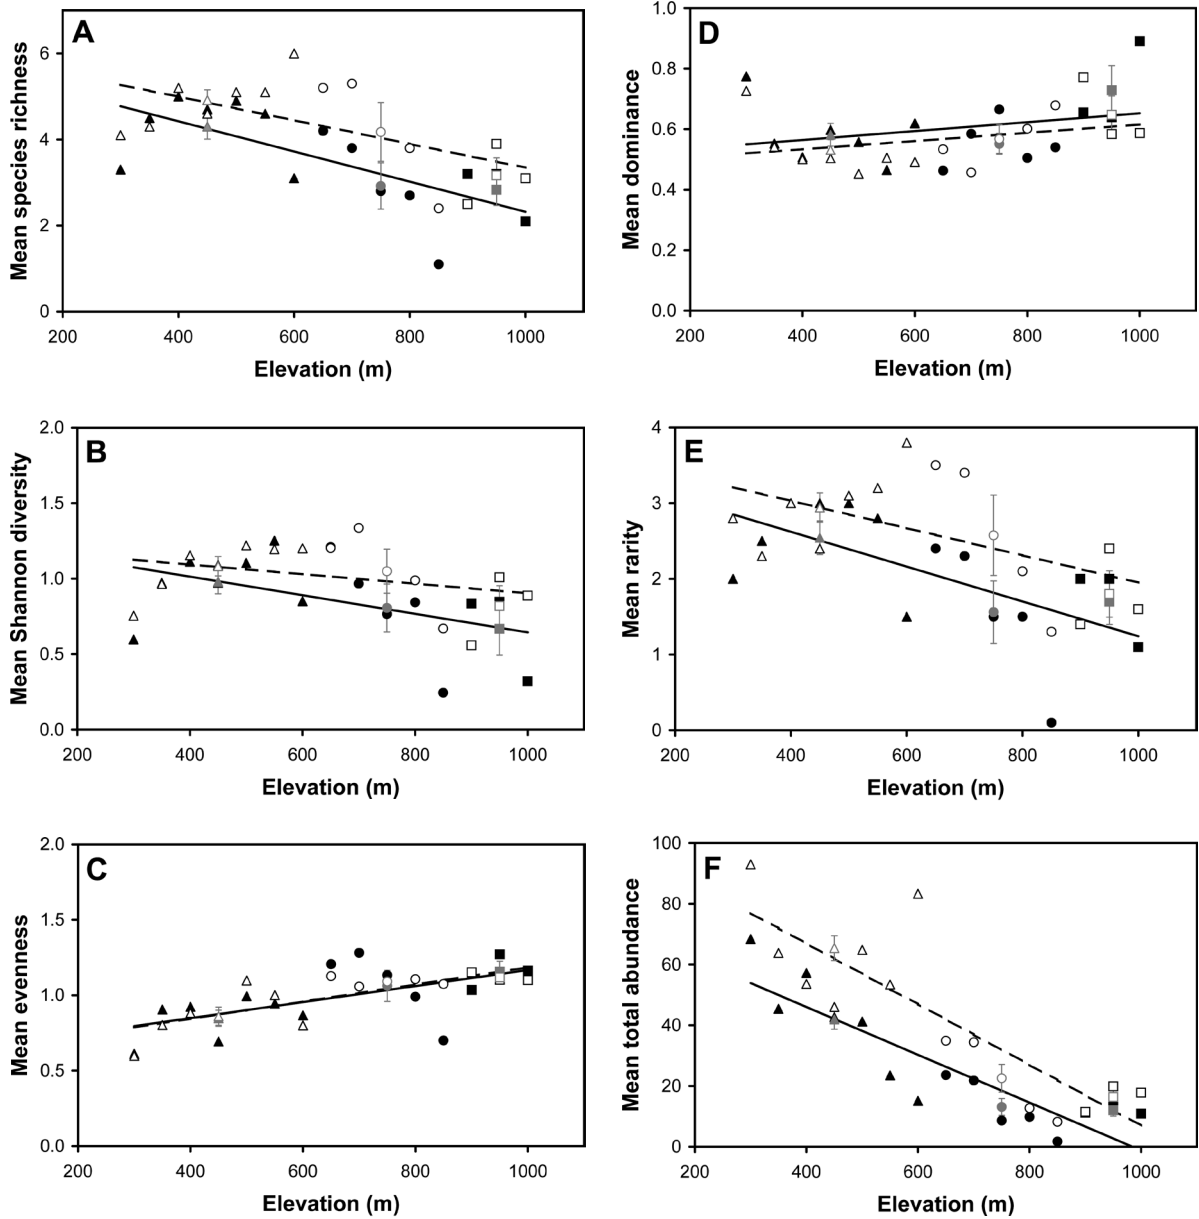 A
Mean species richness
6
4
2
0
200 400 600 800 1000
Elevation (m)
D
Mean dominance
1.0
0.8
0.6
0.4
0.2
0.0
200 400 600 800 1000
Elevation (m)
B
Mean Shannon diversity
2.0
1.5
1.0
0.5
0.0
200 400 600 800 1000
Elevation (m)
E
Mean rarity
4
3
2
1
0
200 400 600 800 1000
Elevation (m)
C
Mean evenness
2.0
1.5
1.0
0.5
0.0
200 400 600 800 1000
Elevation (m)
F
Mean total abundance
100
80
60
40
20
0
200 400 600 800 1000
Elevation (m)